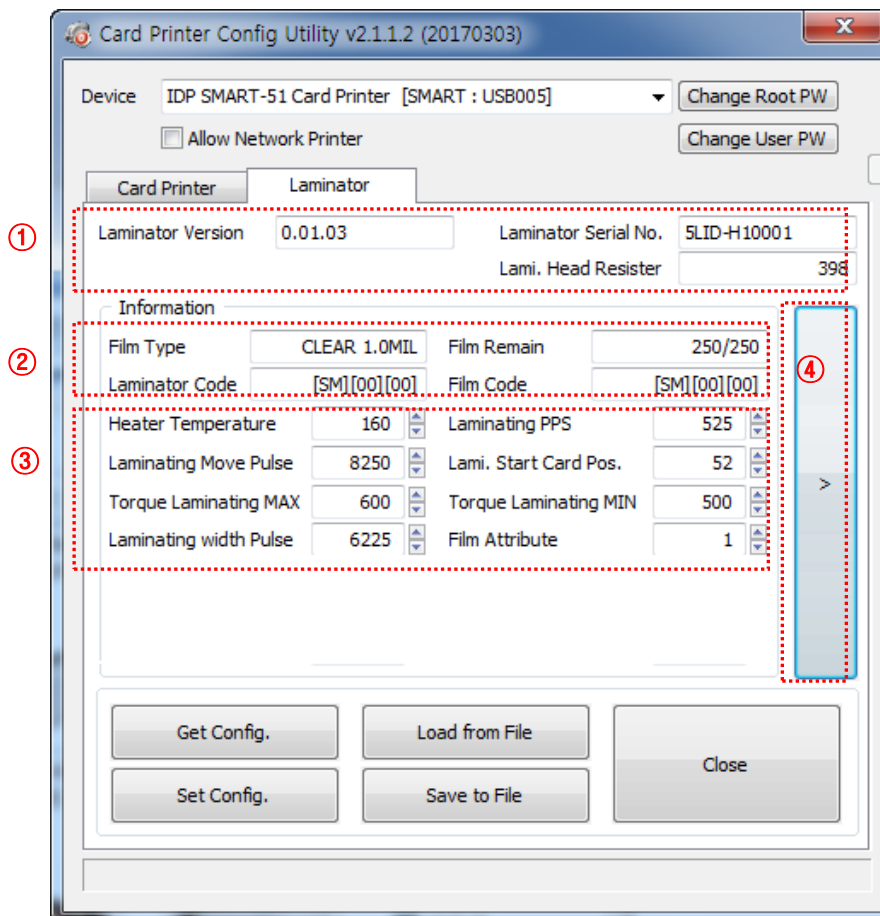 Card Printer Config Utility v2.1.1.2 (20170303)
x
Device IDP SMART-51 Card Printer [SMART : USB005] Change Root PW
Allow Network Printer Change User PW
Card Printer Laminator
① Laminator Version 0.01.03 Laminator Serial No. 5LID-H10001
Lami. Head Resister 398
Information
② Film Type CLEAR 1.0MIL Film Remain 250/250 ④
Laminator Code [SM][00][00] Film Code [SM][00][00]
③ Heater Temperature 160 Laminating PPS 525
Laminating Move Pulse 8250 Lami. Start Card Pos. 52
>
Torque Laminating MAX 600 Torque Laminating MIN 500
Laminating width Pulse 6225 Film Attribute 1
Get Config. Load from File
Close
Set Config. Save to File